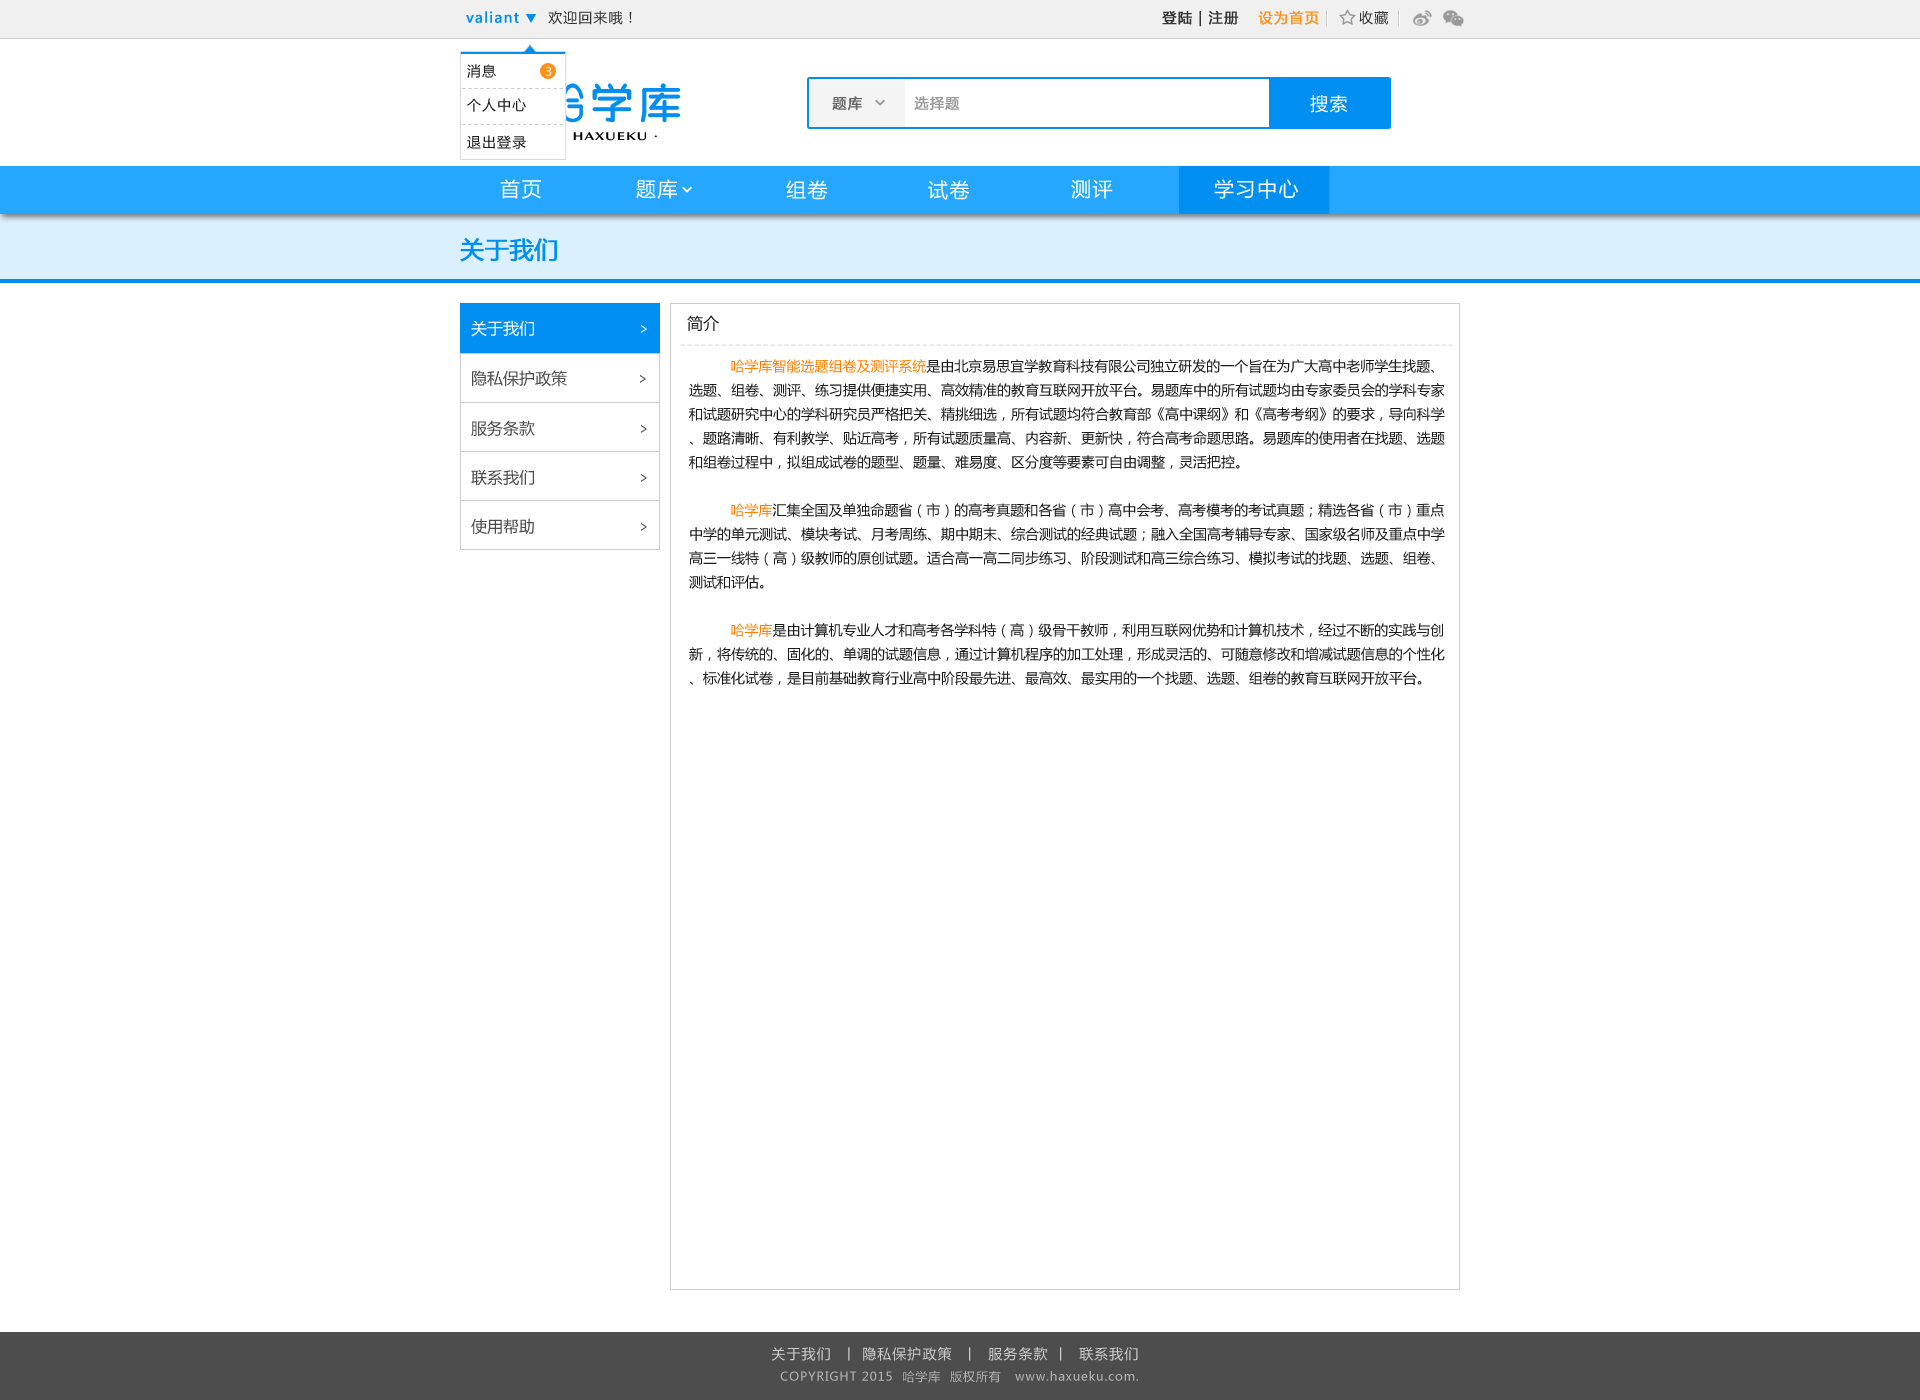 valiant ▼ 欢迎回来哦！
登陆 | 注册 设为首页 收藏
消息 3
个人中心
退出登录
哈学库
HAXUEKU ·
题库 选择题 搜索
首页 题库 组卷 试卷 测评 学习中心
关于我们
关于我们 >
隐私保护政策 >
服务条款 >
联系我们 >
使用帮助 >
简介
哈学库智能选题组卷及测评系统是由北京易思宜学教育科技有限公司独立研发的一个旨在为广大高中老师学生找题、
选题、组卷、测评、练习提供便捷实用、高效精准的教育互联网开放平台。易题库中的所有试题均由专家委员会的学科专家
和试题研究中心的学科研究员严格把关、精挑细选，所有试题均符合教育部《高中课纲》和《高考考纲》的要求，导向科学
、题路清晰、有利教学、贴近高考，所有试题质量高、内容新、更新快，符合高考命题思路。易题库的使用者在找题、选题
和组卷过程中，拟组成试卷的题型、题量、难易度、区分度等要素可自由调整，灵活把控。
哈学库汇集全国及单独命题省（市）的高考真题和各省（市）高中会考、高考模考的考试真题；精选各省（市）重点
中学的单元测试、模块考试、月考周练、期中期末、综合测试的经典试题；融入全国高考辅导专家、国家级名师及重点中学
高三一线特（高）级教师的原创试题。适合高一高二同步练习、阶段测试和高三综合练习、模拟考试的找题、选题、组卷、
测试和评估。
哈学库是由计算机专业人才和高考各学科特（高）级骨干教师，利用互联网优势和计算机技术，经过不断的实践与创
新，将传统的、固化的、单调的试题信息，通过计算机程序的加工处理，形成灵活的、可随意修改和增减试题信息的个性化
、标准化试卷，是目前基础教育行业高中阶段最先进、最高效、最实用的一个找题、选题、组卷的教育互联网开放平台。
关于我们 | 隐私保护政策 | 服务条款 | 联系我们
COPYRIGHT 2015 哈学库 版权所有 www.haxueku.com.